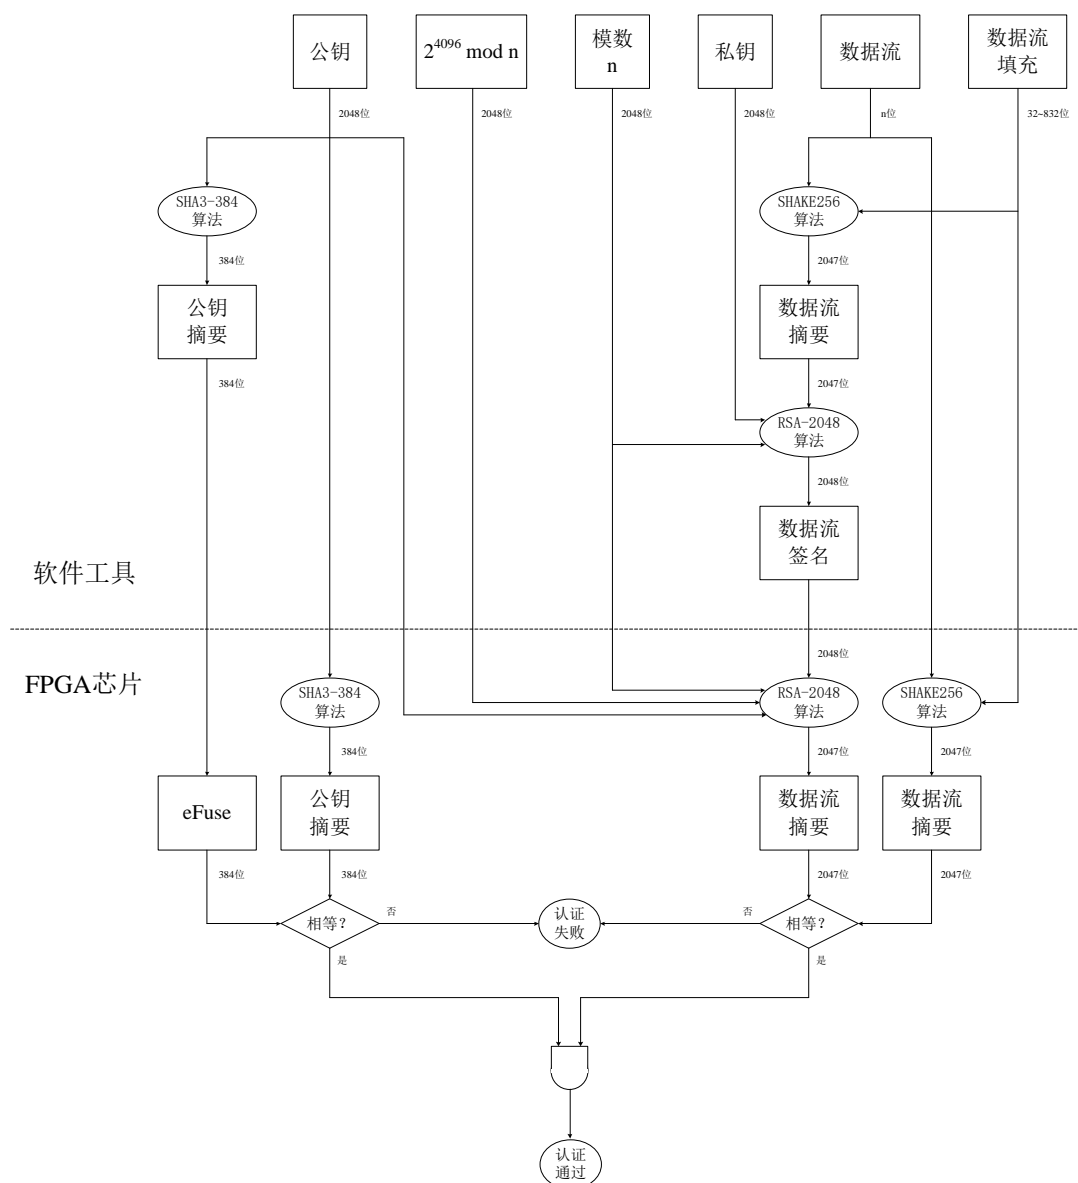 公钥
2^4096 mod n
模数
n
私钥
数据流
数据流
填充
2048位
2048位
2048位
2048位
n位
32~832位
SHA3-384
算法
SHAKE256
算法
384位
2047位
公钥
摘要
数据流
摘要
384位
2047位
RSA-2048
算法
2048位
数据流
签名
软件工具
FPGA芯片
2048位
SHA3-384
算法
RSA-2048
算法
SHAKE256
算法
384位
2047位
2047位
eFuse
公钥
摘要
数据流
摘要
数据流
摘要
384位
384位
2047位
2047位
相等?
否
认证
失败
否
相等?
是
是
认证
通过